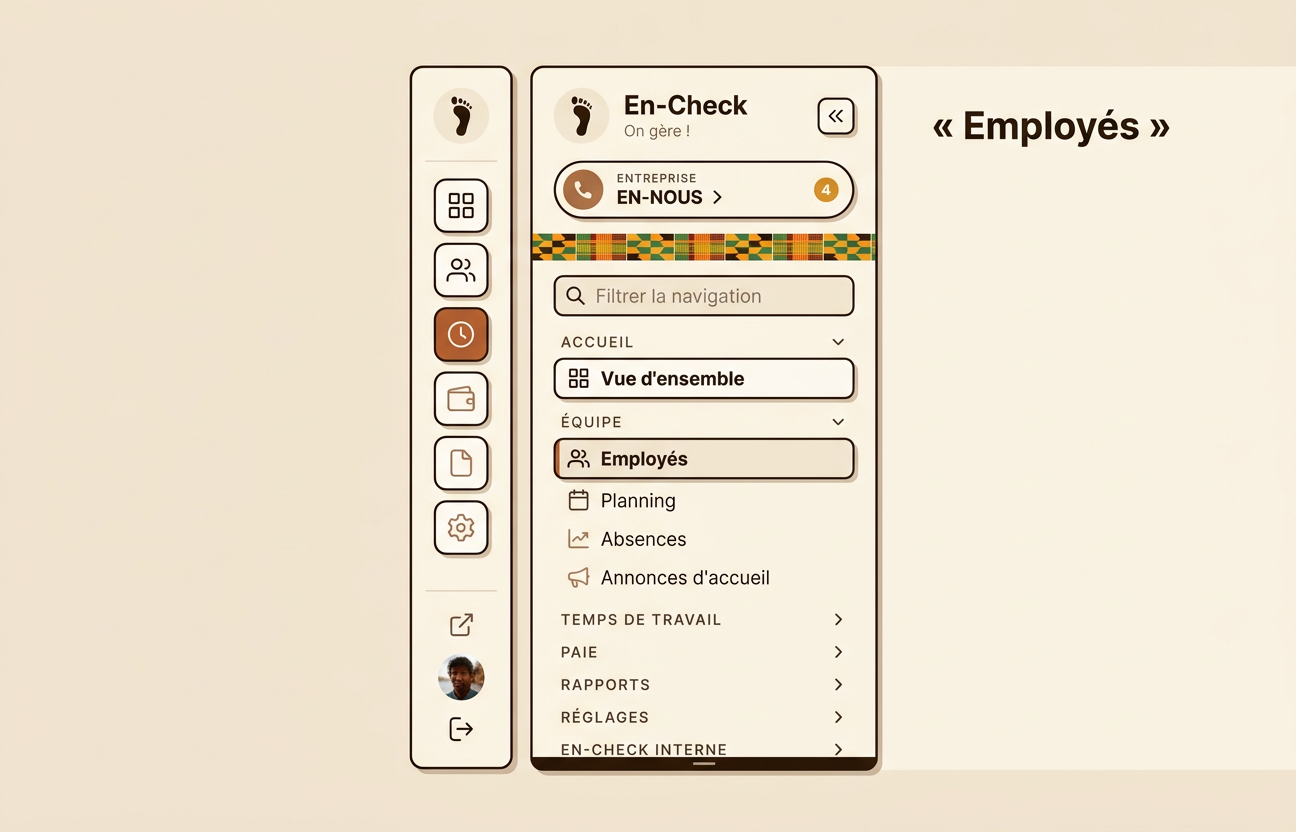 En-Check
On gère !
ENTREPRISE
EN-NOUS
4
Filtrer la navigation
ACCUEIL
Vue d'ensemble
ÉQUIPE
Employés
Planning
Absences
Annonces d'accueil
TEMPS DE TRAVAIL
PAIE
RAPPORTS
RÉGLAGES
EN-CHECK INTERNE
« Employés »